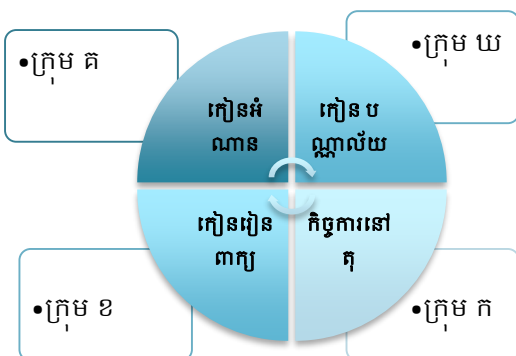 •ក្រុម គ
•ក្រុម ឃ
កៀនអំ
ណាន
កៀន ប
ណ្ណាល័យ
កៀនរៀន
ពាក្យ
កិច្ចការនៅ
តុ
•ក្រុម ខ
•ក្រុម ក